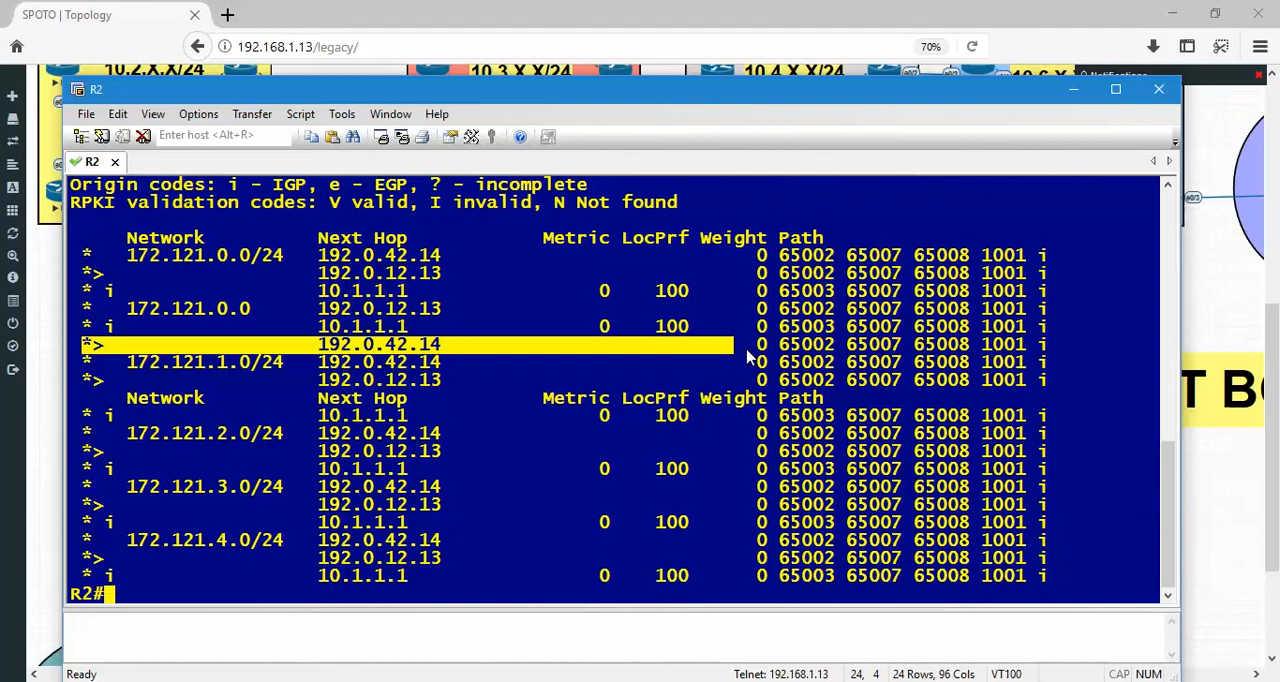 SPOTO | Topology
192.168.1.13/legacy/
70%
10.2.X.X/24
10.3.X.X/24
10.4.X.X/24
Notifications
R2
File Edit View Options Transfer Script Tools Window Help
Enter host <Alt+R>
R2
Origin codes: i - IGP, e - EGP, ? - incomplete
RPKI validation codes: V valid, I invalid, N Not found
Network Next Hop Metric LocPrf Weight Path
* 172.121.0.0/24 192.0.42.14 0 65002 65007 65008 1001 i
*> 192.0.12.13 0 65002 65007 65008 1001 i
* i 10.1.1.1 0 100 0 65003 65007 65008 1001 i
* 172.121.0.0 192.0.12.13 0 65002 65007 65008 1001 i
* i 10.1.1.1 0 100 0 65003 65007 65008 1001 i
*> 192.0.42.14 0 65002 65007 65008 1001 i
* 172.121.1.0/24 192.0.42.14 0 65002 65007 65008 1001 i
*> 192.0.12.13 0 65002 65007 65008 1001 i
Network Next Hop Metric LocPrf Weight Path
* i 10.1.1.1 0 100 0 65003 65007 65008 1001 i
* 172.121.2.0/24 192.0.42.14 0 65002 65007 65008 1001 i
*> 192.0.12.13 0 65002 65007 65008 1001 i
* i 10.1.1.1 0 100 0 65003 65007 65008 1001 i
* 172.121.3.0/24 192.0.42.14 0 65002 65007 65008 1001 i
*> 192.0.12.13 0 65002 65007 65008 1001 i
* i 10.1.1.1 0 100 0 65003 65007 65008 1001 i
* 172.121.4.0/24 192.0.42.14 0 65002 65007 65008 1001 i
*> 192.0.12.13 0 65002 65007 65008 1001 i
* i 10.1.1.1 0 100 0 65003 65007 65008 1001 i
R2#
Ready Telnet: 192.168.1.13 24, 4 24 Rows, 96 Cols VT100 CAP NUM